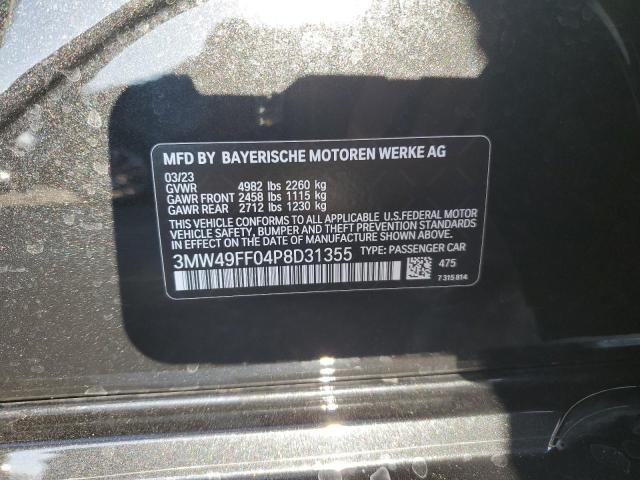 MFD BY BAYERISCHE MOTOREN WERKE AG
03/23
GVWR 4982 lbs 2260 kg
GAWR FRONT 2458 lbs 1115 kg
GAWR REAR 2712 lbs 1230 kg
THIS VEHICLE CONFORMS TO ALL APPLICABLE U.S.FEDERAL MOTOR
VEHICLE SAFETY, BUMPER, AND THEFT PREVENTION STANDARDS
IN EFFECT ON THE DATE OF MANUFACTURE SHOWN ABOVE.
3MW49FF04P8D31355 TYPE: PASSENGER CAR
475
7 315 814